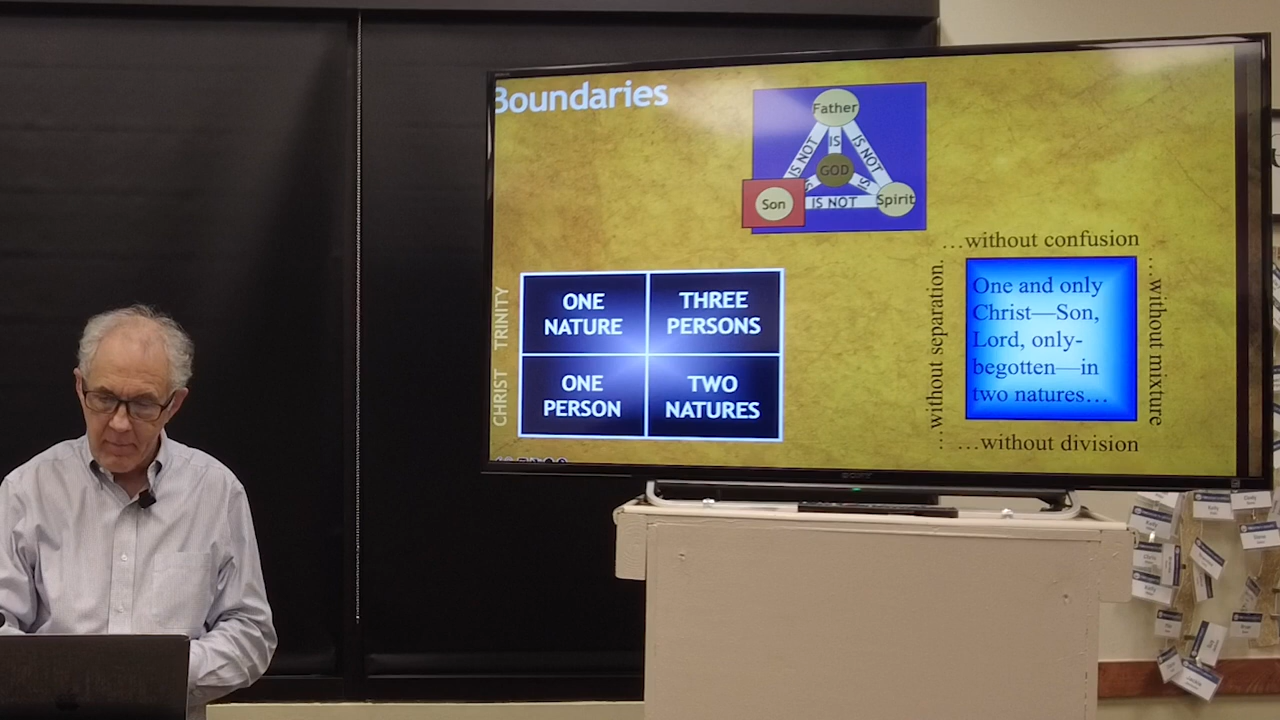 Boundaries
Father
IS NOT
IS
IS NOT
GOD
IS
IS
Son
IS NOT
Spirit
TRINITY
CHRIST
ONE
NATURE
THREE
PERSONS
ONE
PERSON
TWO
NATURES
…without confusion
…without mixture
…without division
…without separation
One and only
Christ—Son,
Lord, only-
begotten—in
two natures…
SONY